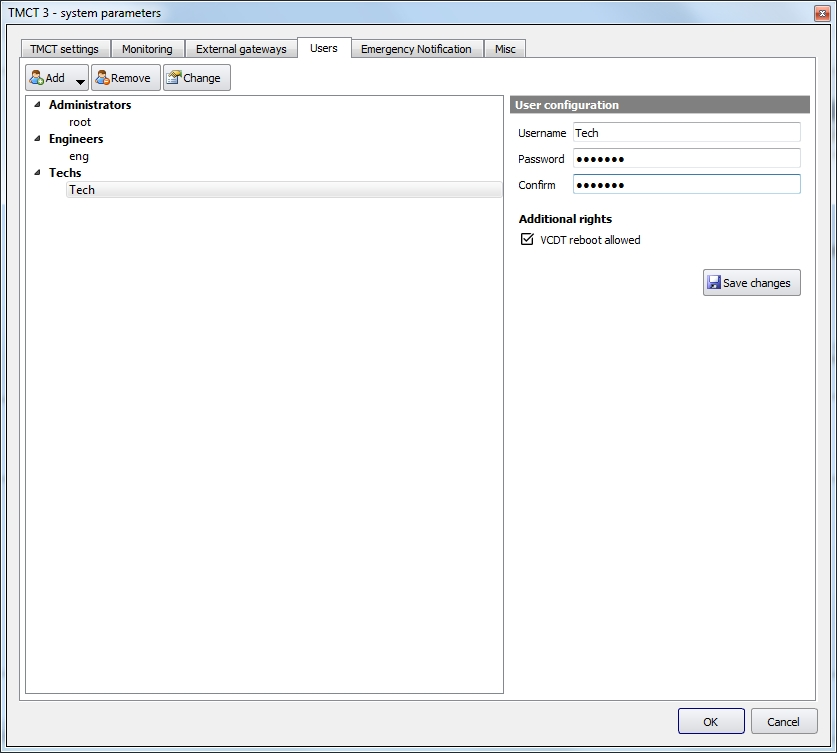 TMCT 3 - system parameters
TMCT settings Monitoring External gateways Users Emergency Notification Misc
Add Remove Change
Administrators
root
Engineers
eng
Techs
Tech
User configuration
Username Tech
Password ●●●●●●●
Confirm ●●●●●●●
Additional rights
VCDT reboot allowed
Save changes
OK Cancel